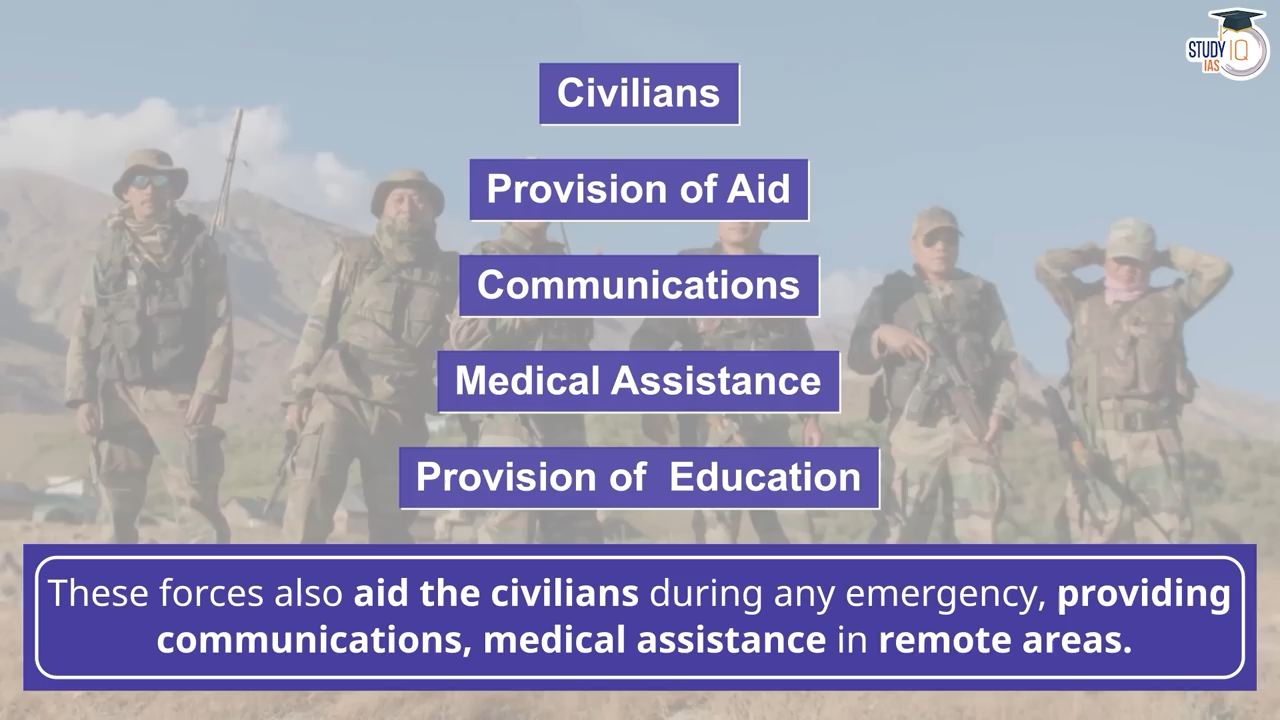 STUDY IQ
IAS
Civilians
Provision of Aid
Communications
Medical Assistance
Provision of  Education
These forces also aid the civilians during any emergency, providing
communications, medical assistance in remote areas.